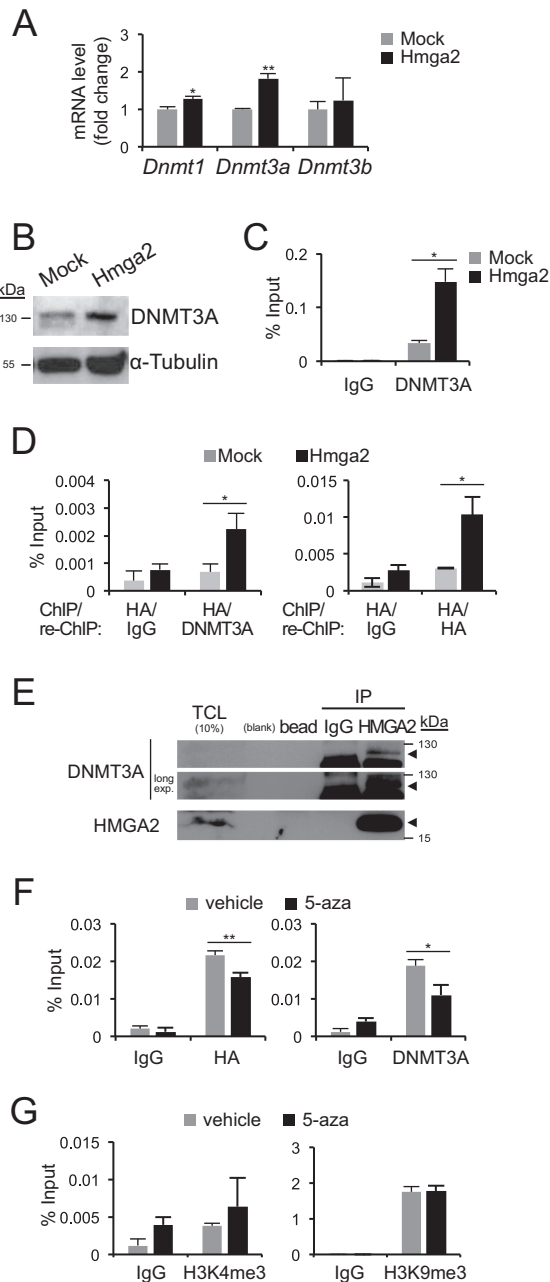 A
mRNA level
(fold change)
3
2
1
0
Mock
Hmga2
*
**
Dnmt1 Dnmt3a Dnmt3b
B
Mock Hmga2
kDa
130
DNMT3A
55
α-Tubulin
C
% Input
0.2
0.1
0
*
Mock
Hmga2
IgG DNMT3A
D
Mock Hmga2
% Input
0.004
0.003
0.002
0.001
0
*
ChIP/ HA/ HA/
re-ChIP: IgG DNMT3A
0.015
0.01
0.005
0
*
ChIP/ HA/ HA/
re-ChIP: IgG HA
E
IP
TCL (blank) bead IgG HMGA2 kDa
(10%)
DNMT3A
130
long
exp.
130
HMGA2
15
F
vehicle 5-aza
% Input
0.03
0.02
0.01
0
**
IgG HA
0.03
0.02
0.01
0
*
IgG DNMT3A
G
vehicle 5-aza
% Input
0.015
0.01
0.005
0
IgG H3K4me3
3
2
1
0
IgG H3K9me3